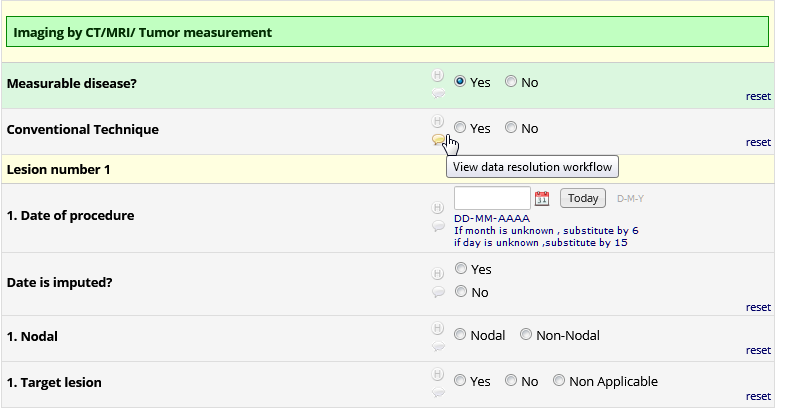 Imaging by CT/MRI/ Tumor measurement
Measurable disease?
H
Yes No
reset
Conventional Technique
H
Yes No
reset
View data resolution workflow
Lesion number 1
1. Date of procedure
H
31 Today D-M-Y
DD-MM-AAAA
If month is unknown , substitute by 6
if day is unknown ,substitute by 15
Date is imputed?
H
Yes
No
reset
1. Nodal
H
Nodal Non-Nodal
reset
1. Target lesion
H
Yes No Non Applicable
reset